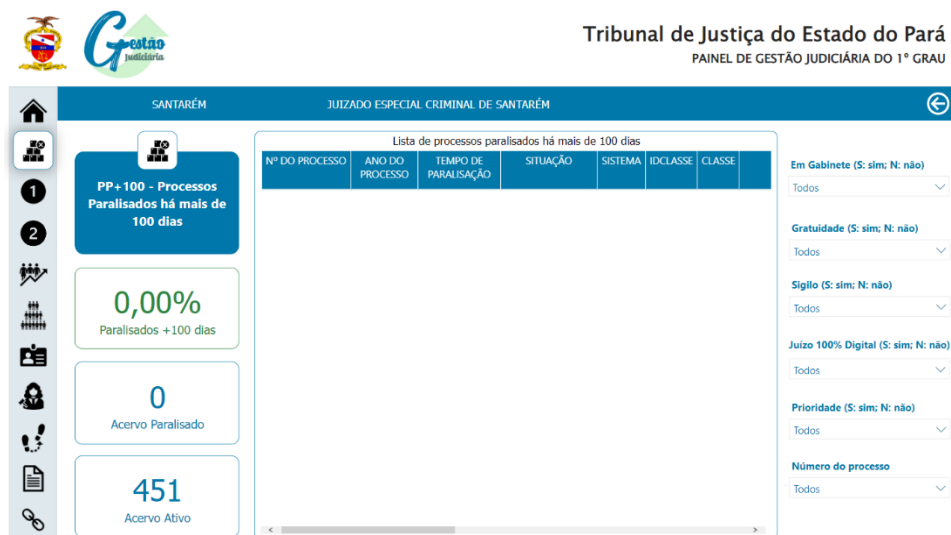 Gestão
Judiciária
Tribunal de Justiça do Estado do Pará
PAINEL DE GESTÃO JUDICIÁRIA DO 1º GRAU
SANTARÉM
JUIZADO ESPECIAL CRIMINAL DE SANTARÉM
PP+100 - Processos
Paralisados há mais de
100 dias
0,00%
Paralisados +100 dias
0
Acervo Paralisado
451
Acervo Ativo
1
2
Lista de processos paralisados há mais de 100 dias
Nº DO PROCESSO ANO DO PROCESSO TEMPO DE PARALISAÇÃO SITUAÇÃO SISTEMA IDCLASSE CLASSE
Em Gabinete (S: sim; N: não)
Todos
Gratuidade (S: sim; N: não)
Todos
Sigilo (S: sim; N: não)
Todos
Juízo 100% Digital (S: sim; N: não)
Todos
Prioridade (S: sim; N: não)
Todos
Número do processo
Todos